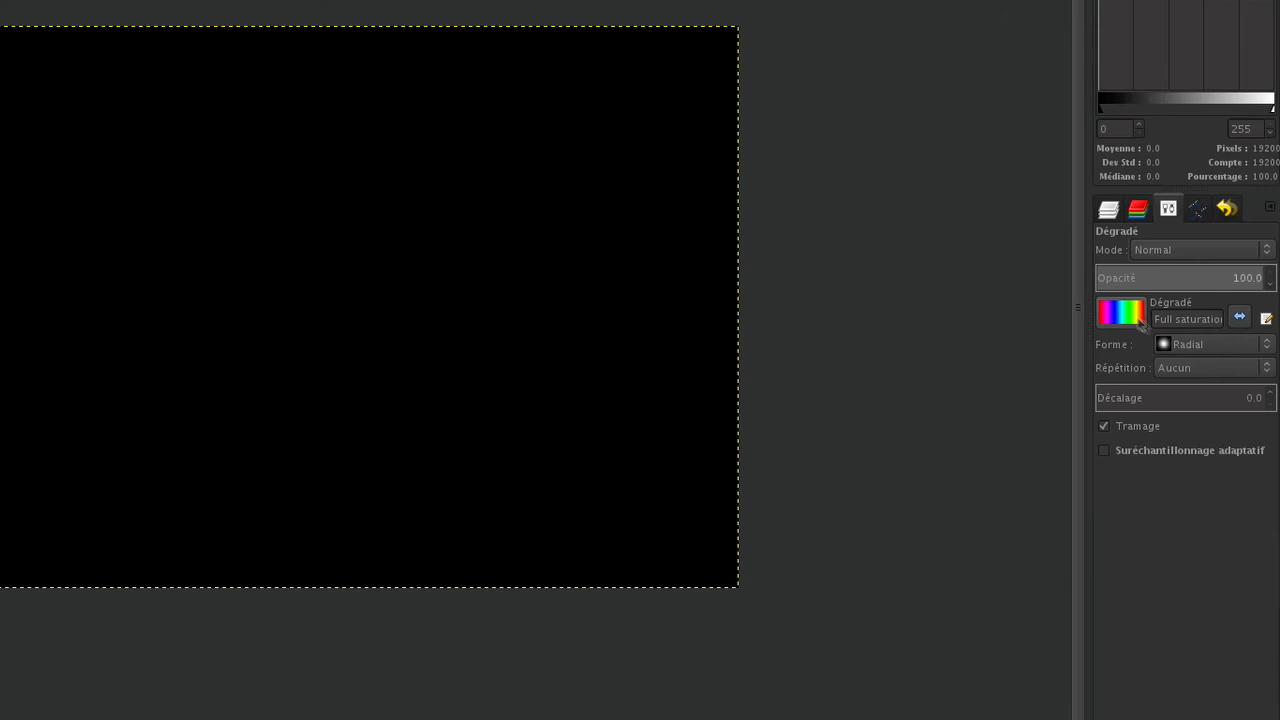 0 255
Moyenne : 0.0 Pixels : 19200
Dev Std : 0.0 Compte : 19200
Médiane : 0.0 Pourcentage : 100.0
Dégradé
Mode : Normal
Opacité 100.0
Dégradé
Full saturation
Forme : Radial
Répétition : Aucun
Décalage 0.0
Tramage
Suréchantillonnage adaptatif